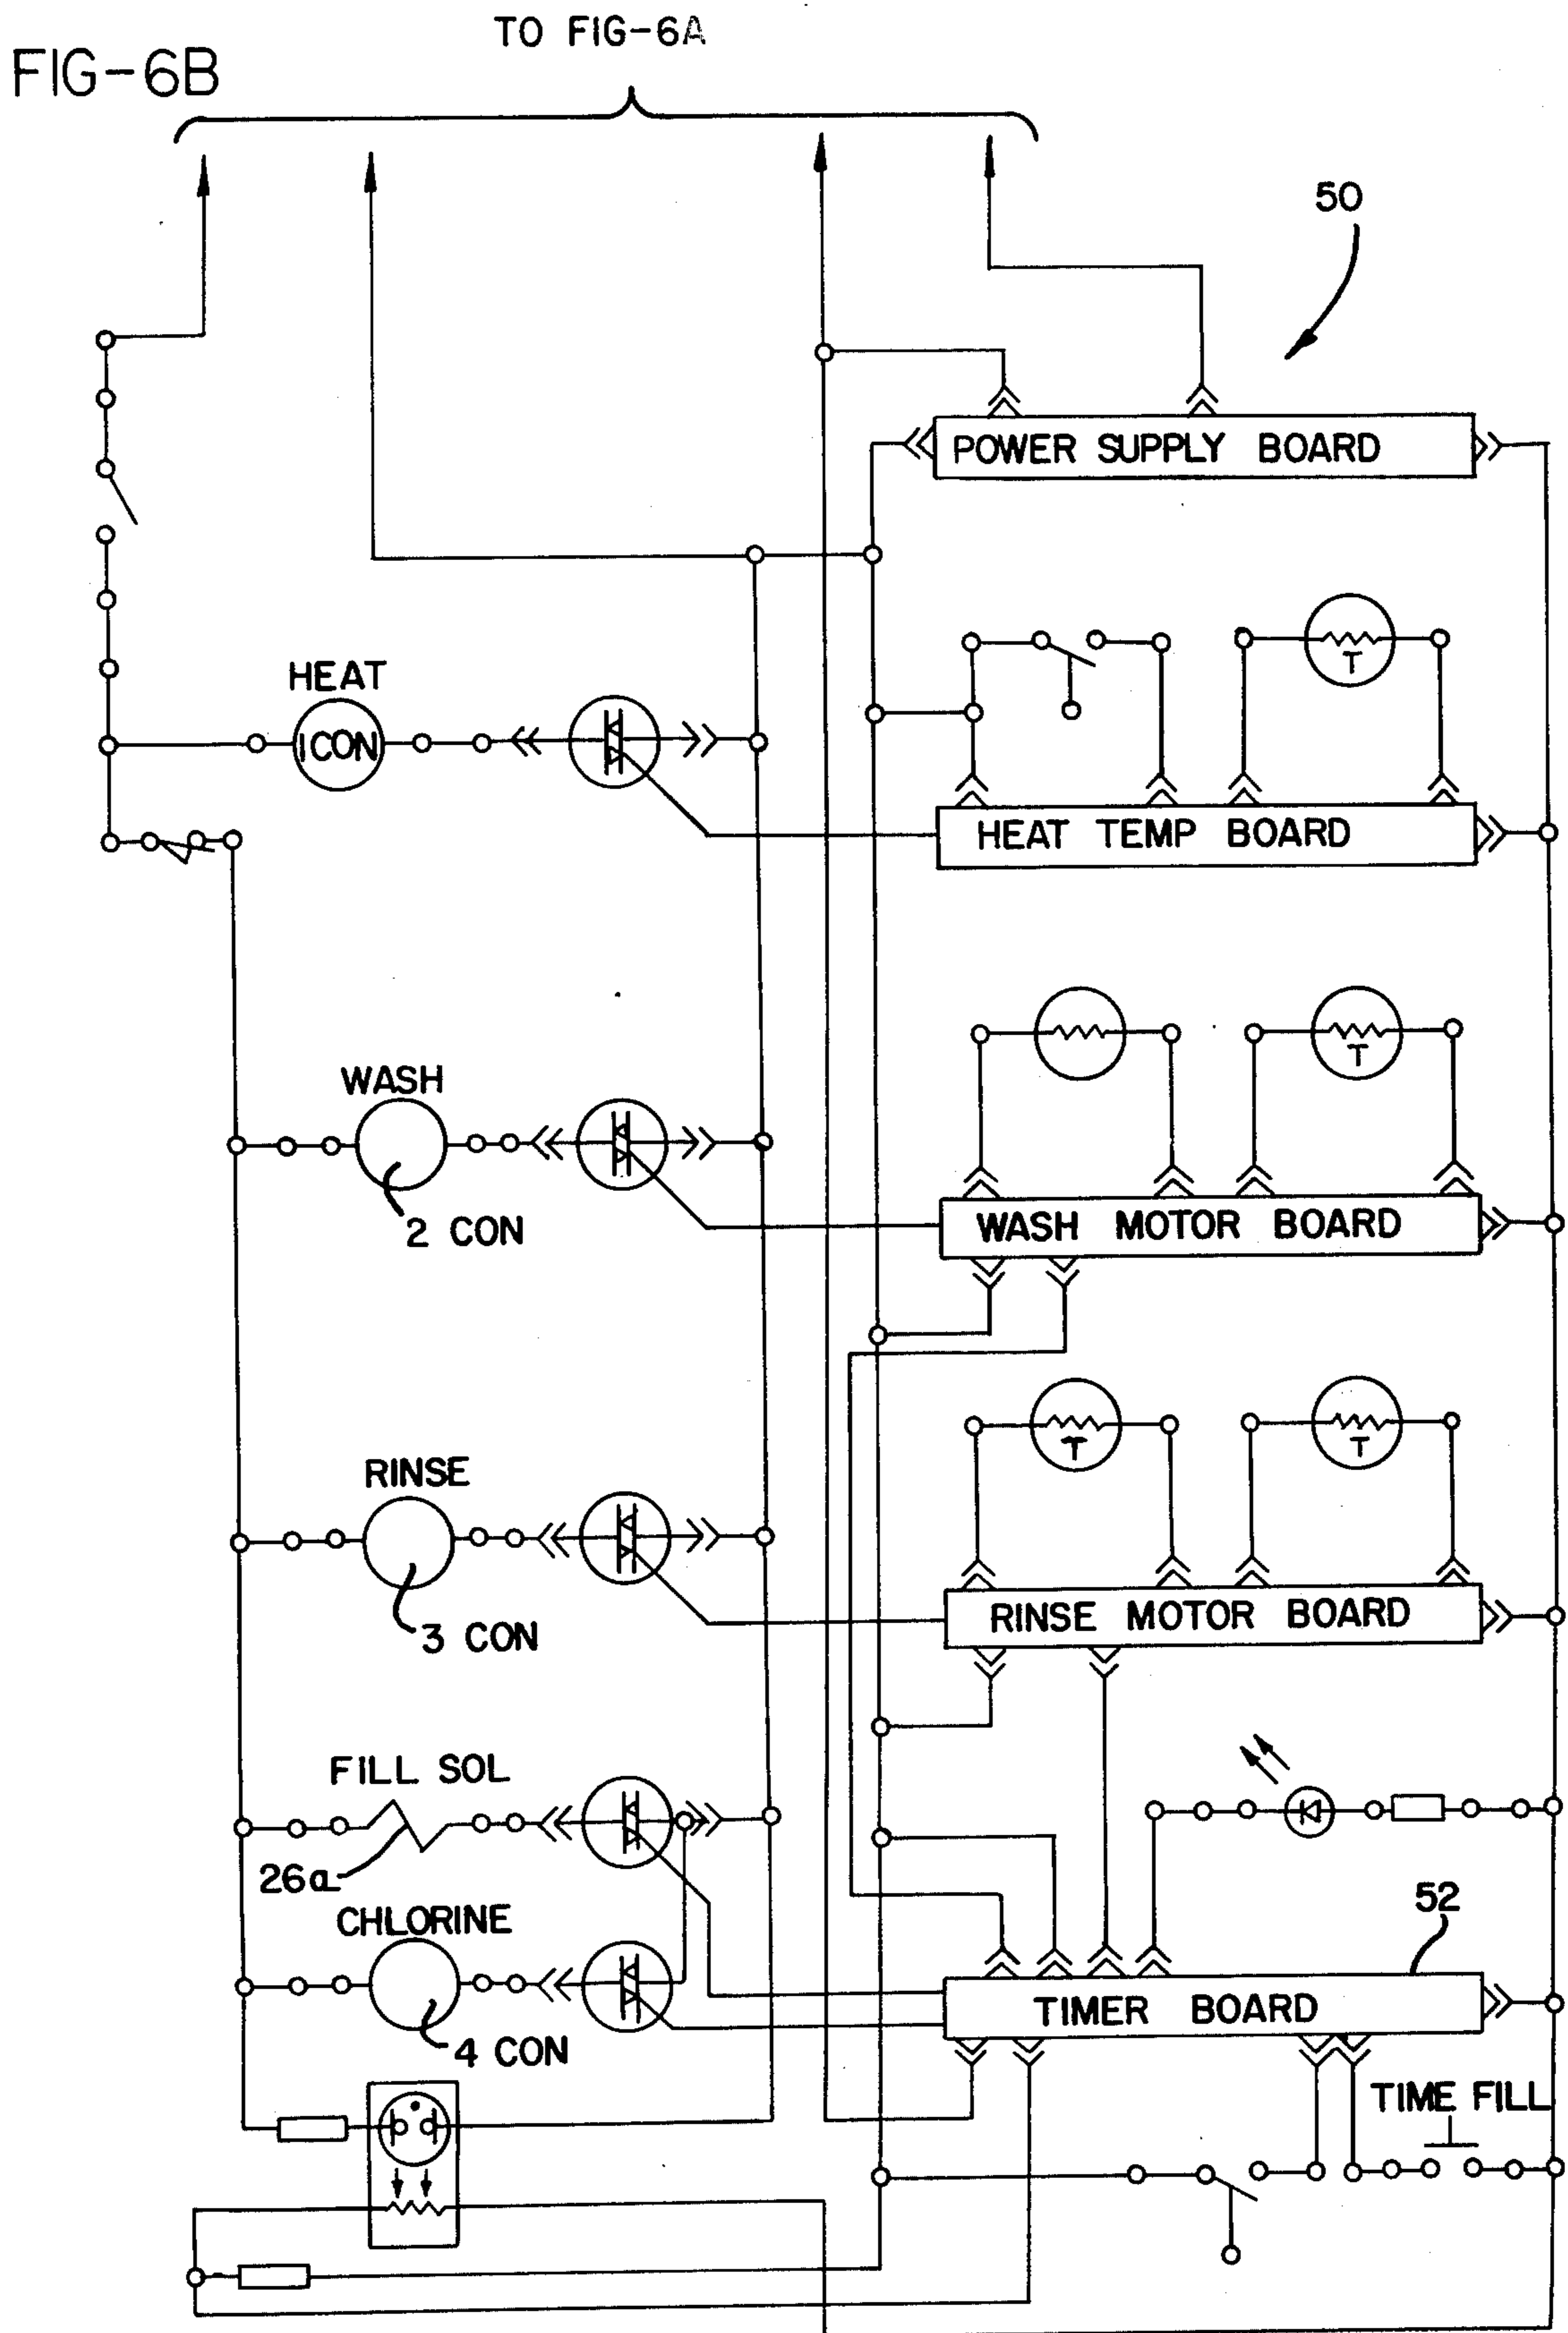 TO FIG-6A
FIG-6B
50
POWER SUPPLY BOARD
T
HEAT
1CON
HEAT TEMP BOARD
T
WASH
2 CON
WASH MOTOR BOARD
T
T
RINSE
3 CON
RINSE MOTOR BOARD
FILL SOL
26a
52
CHLORINE
4 CON
TIMER BOARD
TIME FILL